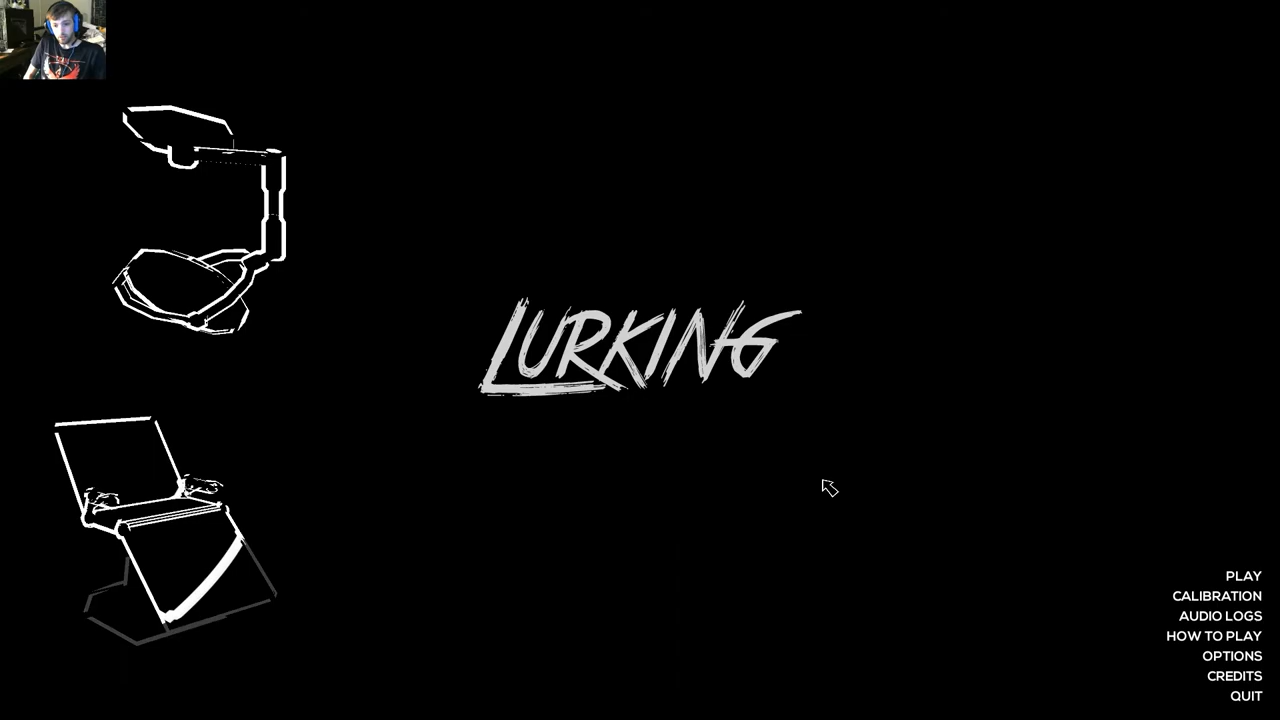 LURKING
PLAY
CALIBRATION
AUDIO LOGS
HOW TO PLAY
OPTIONS
CREDITS
QUIT